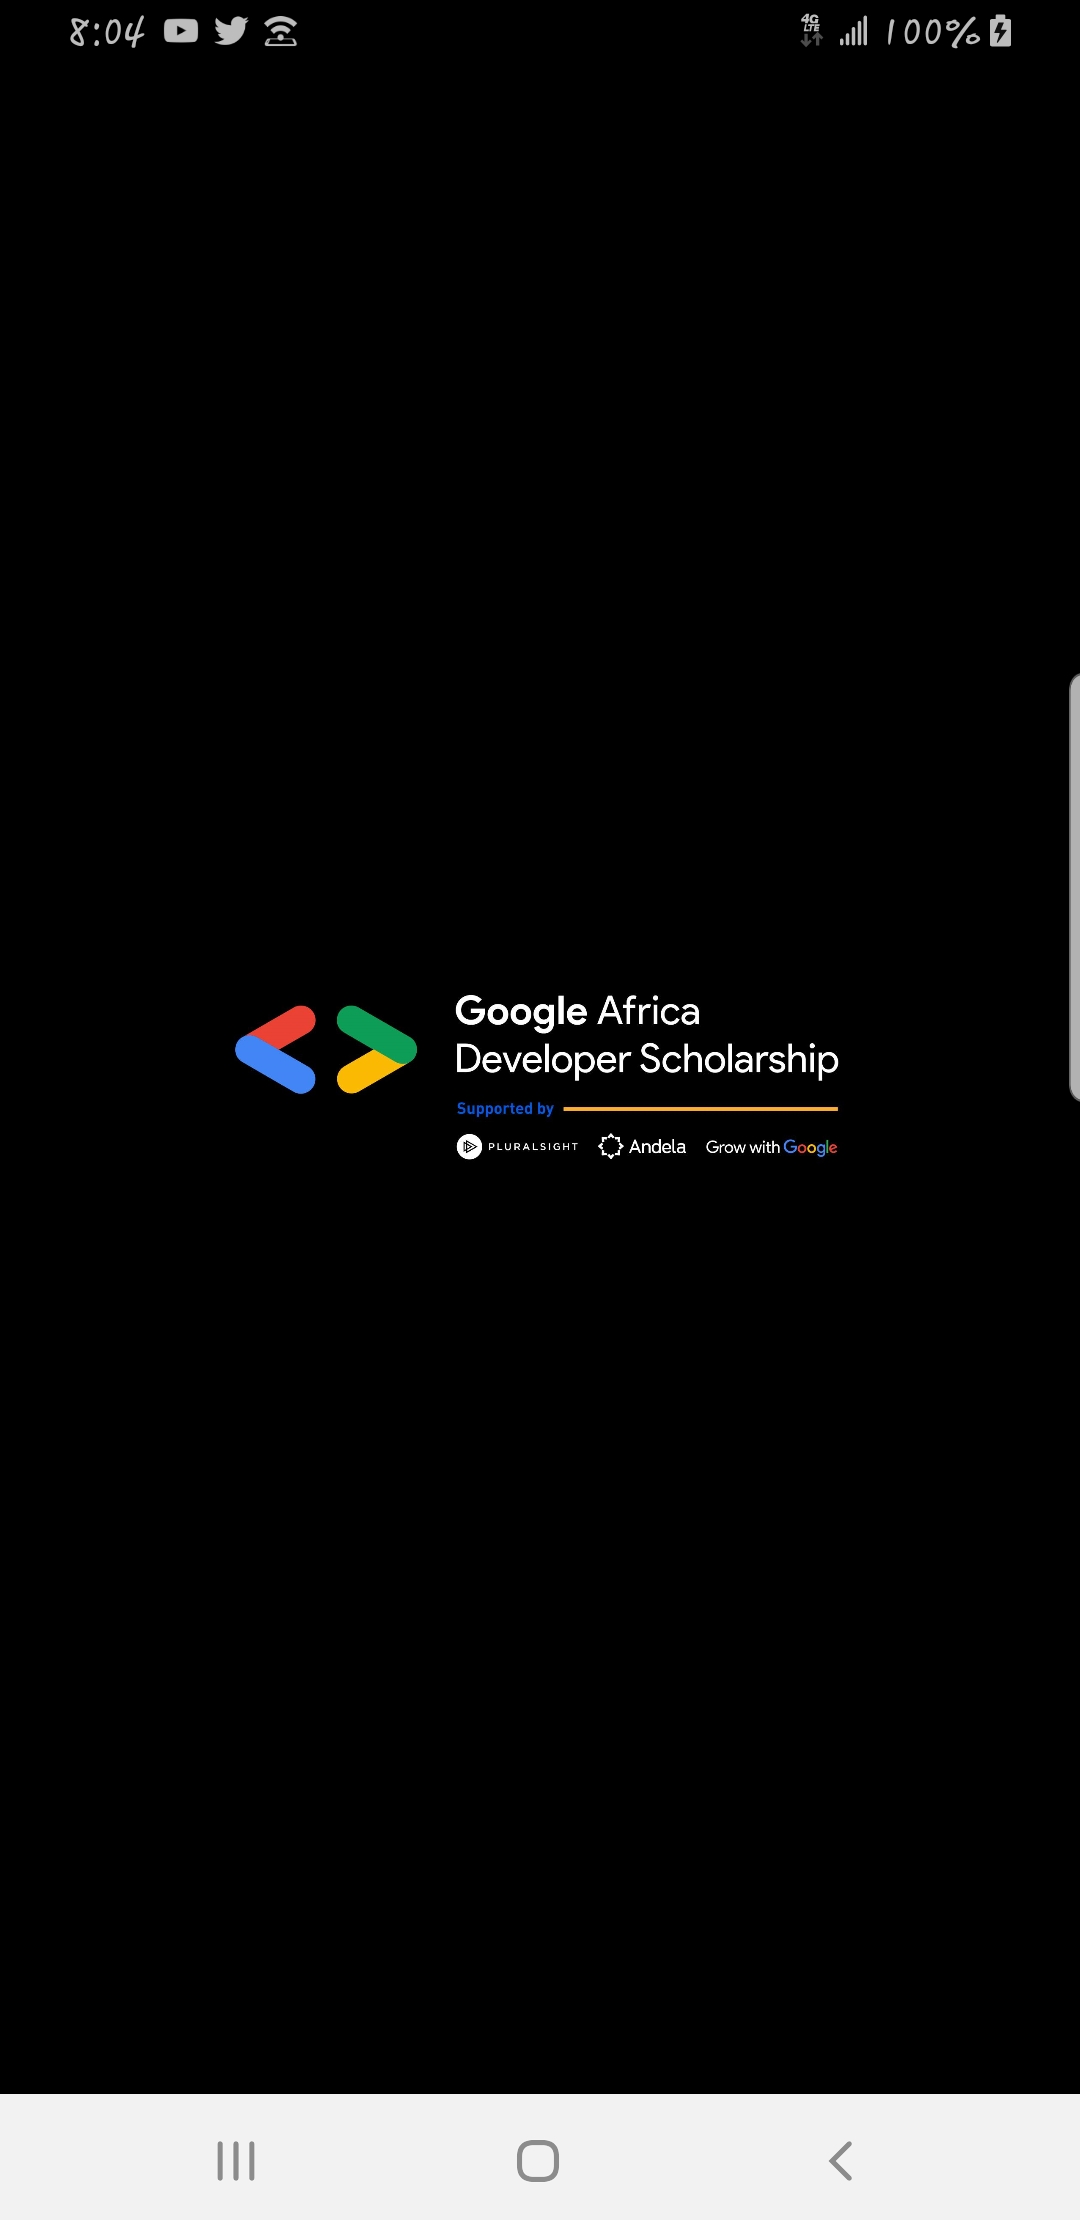 8:04
4G
LTE
100%
Google Africa
Developer Scholarship
Supported by
PLURALSIGHT Andela Grow with Google